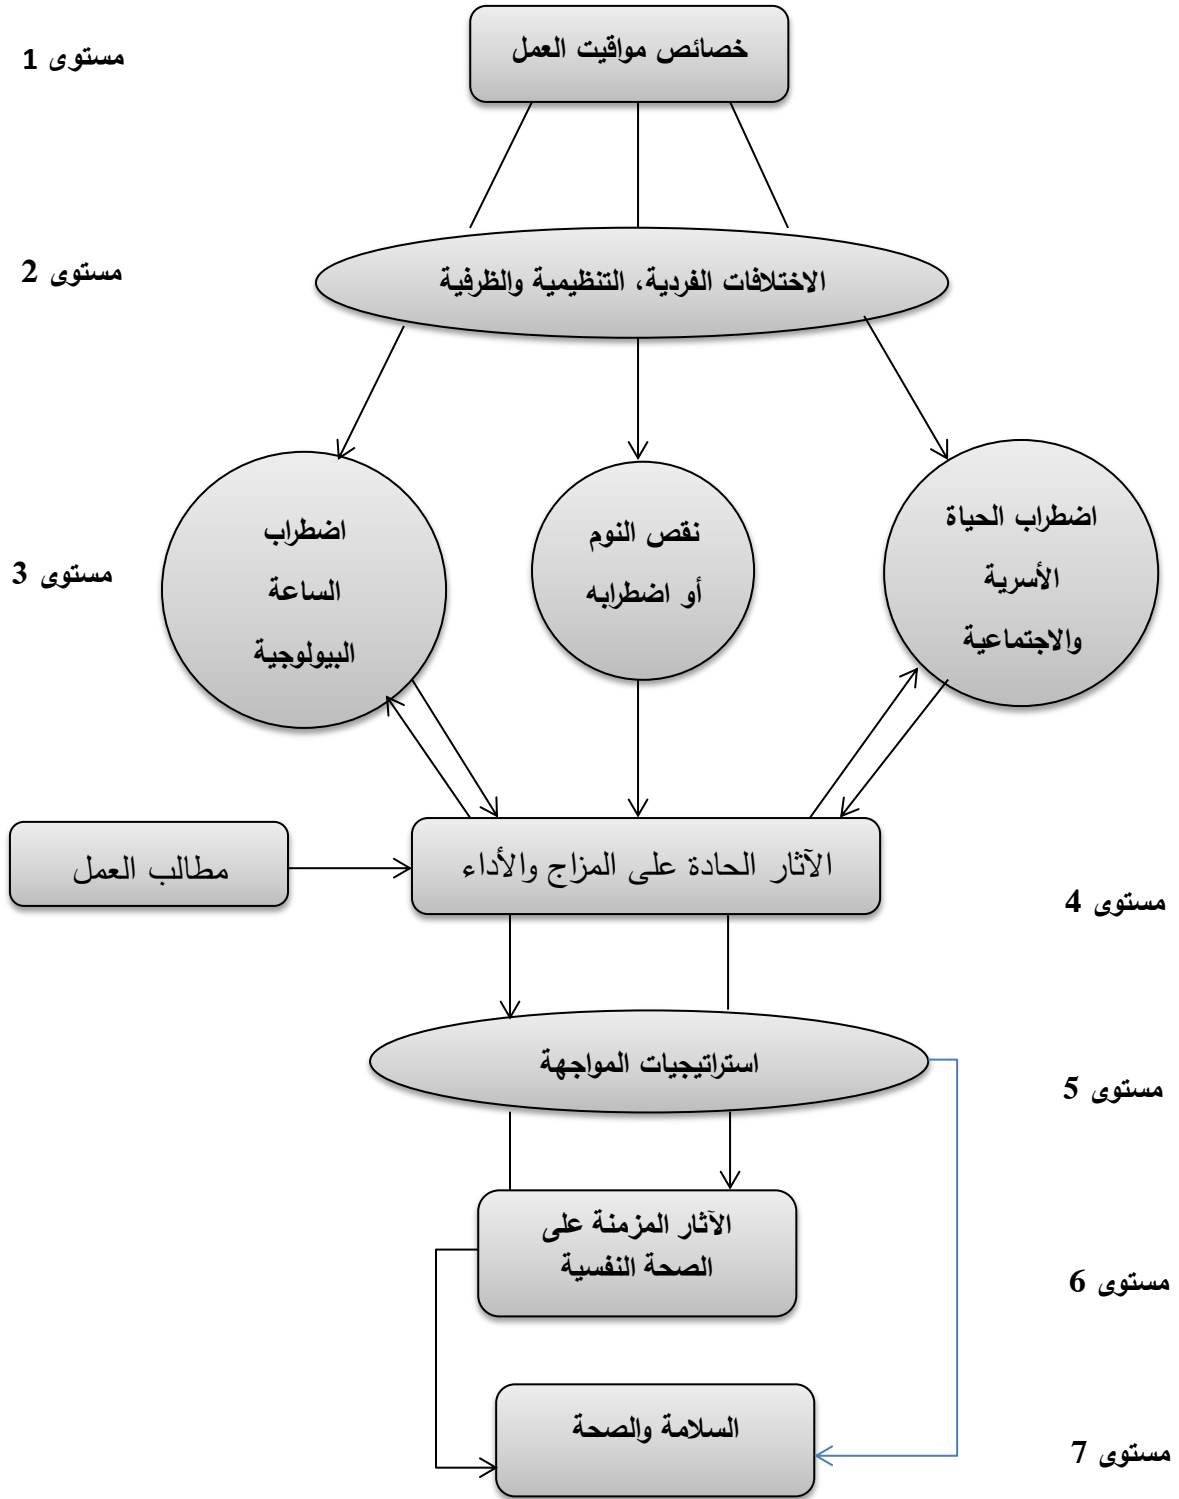 خصائص مواقيت العمل
مستوى 1
الاختلافات الفردية، التنظيمية والظرفية
مستوى 2
اضطراب الحياة
الأسرية
والاجتماعية
نقص النوم
أو اضطرابه
اضطراب
الساعة
البيولوجية
مستوى 3
الآثار الحادة على المزاج والأداء
مطالب العمل
مستوى 4
استراتيجيات المواجهة
مستوى 5
الآثار المزمنة على
الصحة النفسية
مستوى 6
السلامة والصحة
مستوى 7